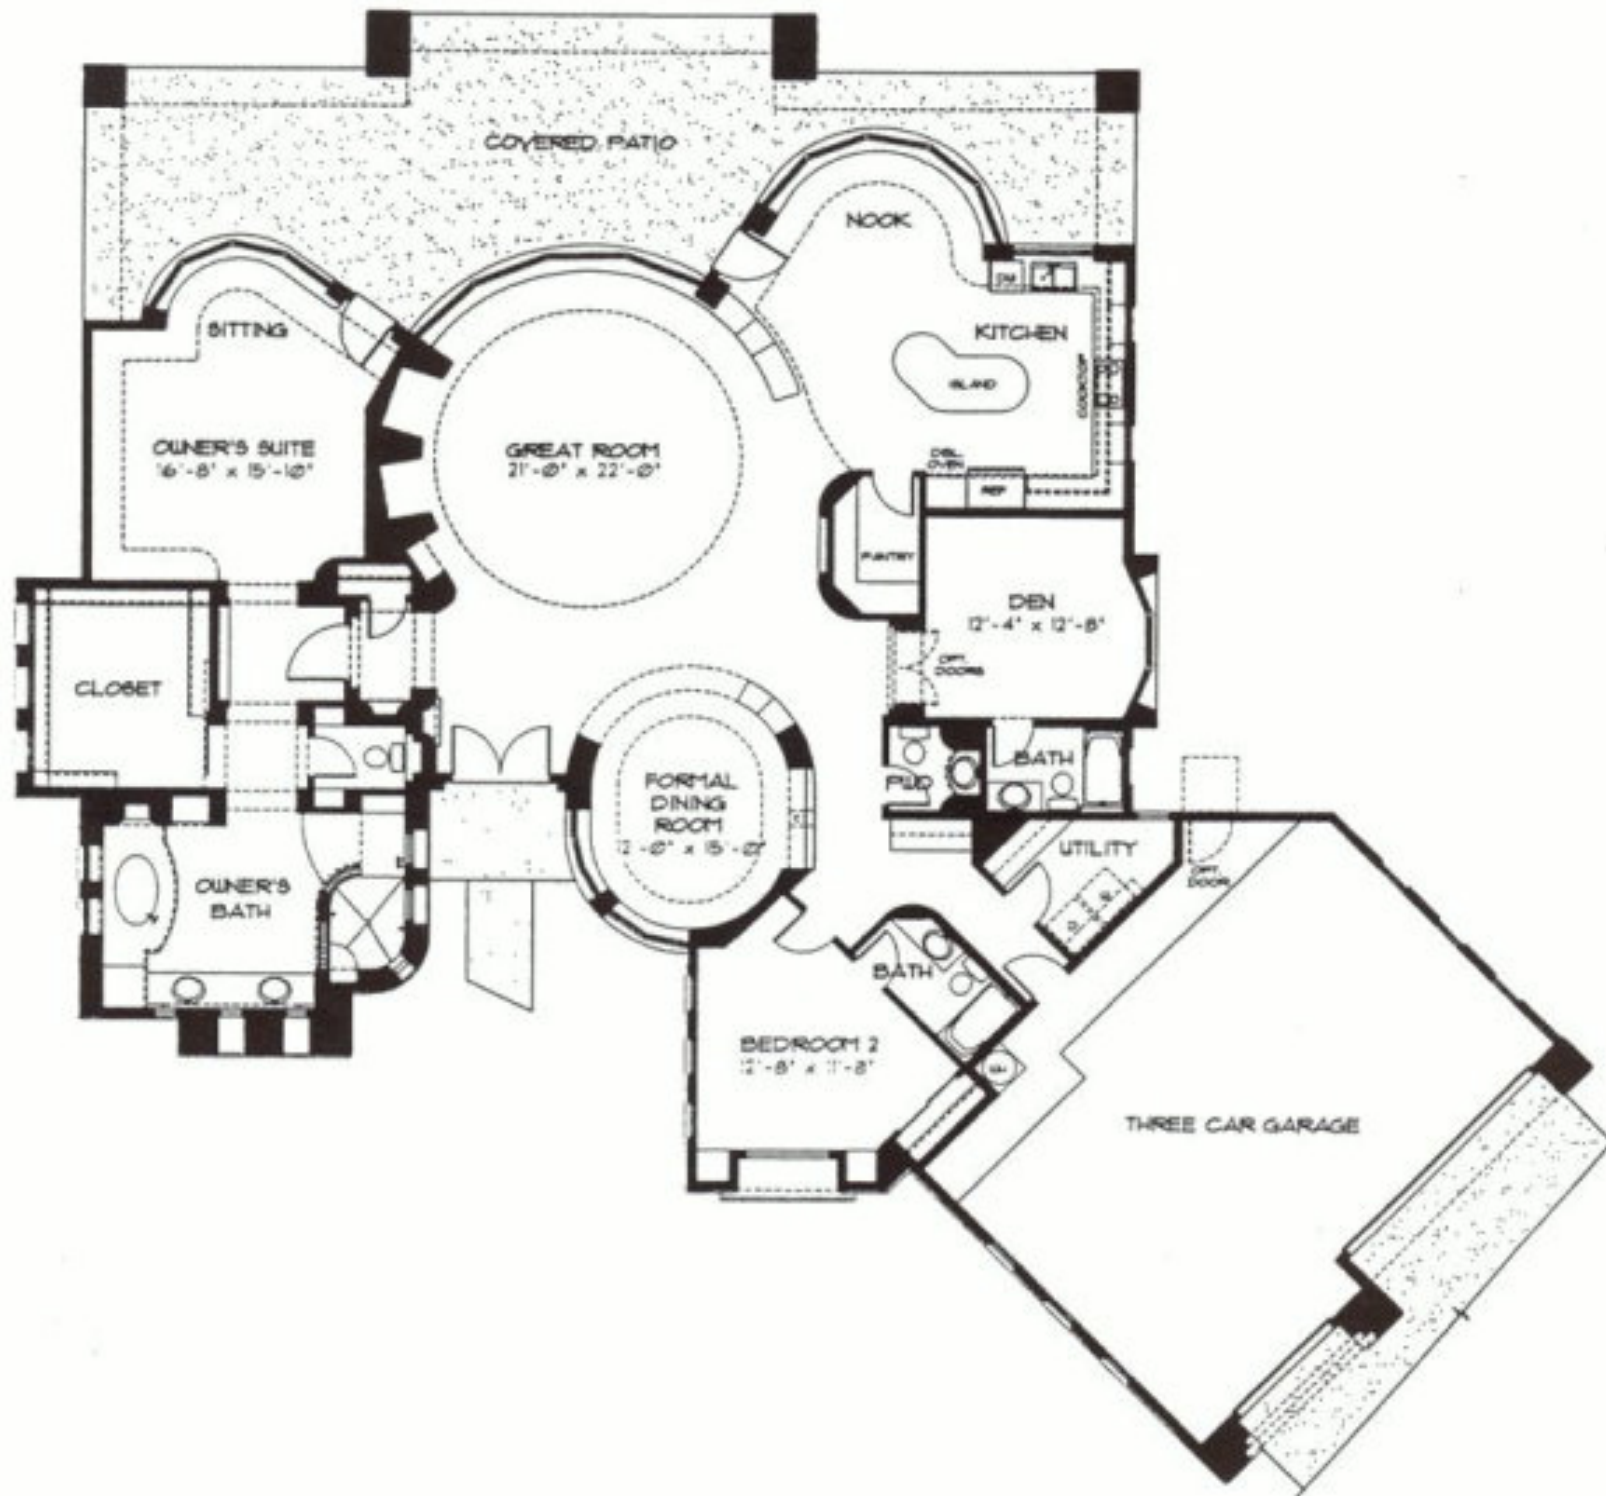 COVERED PATIO
NOOK
SITTING
DW
KITCHEN
ISLAND
COOKTOP
OWNER'S SUITE
16'-8" x 15'-10"
GREAT ROOM
21'-0" x 22'-0"
DBL.
OVEN
REF
PANTRY
DEN
12'-4" x 12'-8"
OPT.
DOORS
CLOSET
BATH
PWD
FORMAL
DINING
ROOM
12'-0" x 15'-0"
UTILITY
OPT.
DOOR
OWNER'S
BATH
BATH
BEDROOM 2
12'-8" x 11'-8"
WH
THREE CAR GARAGE